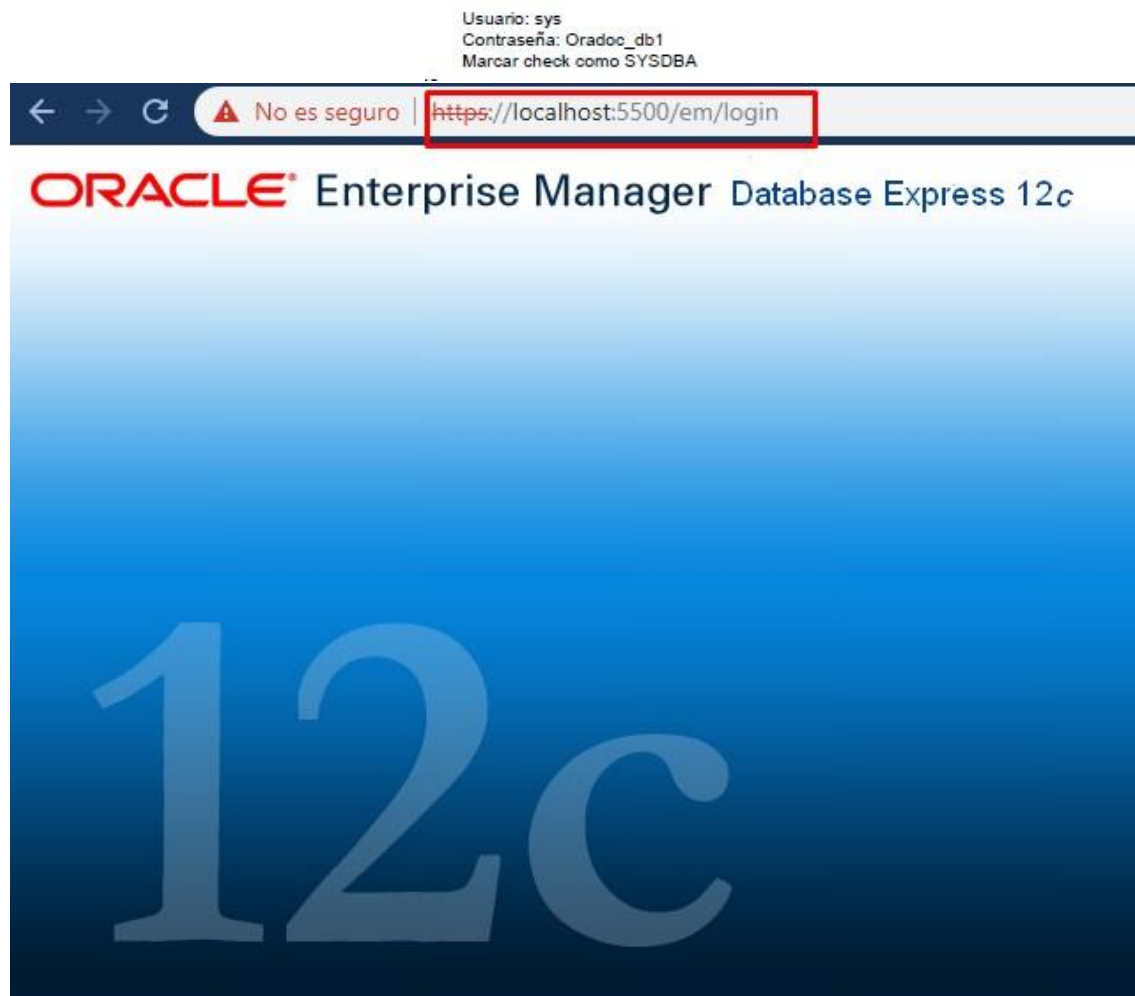 Usuario: sys
Contraseña: Oradoc_db1
Marcar check como SYSDBA
No es seguro | https://localhost:5500/em/login
ORACLE® Enterprise Manager Database Express 12c
12c